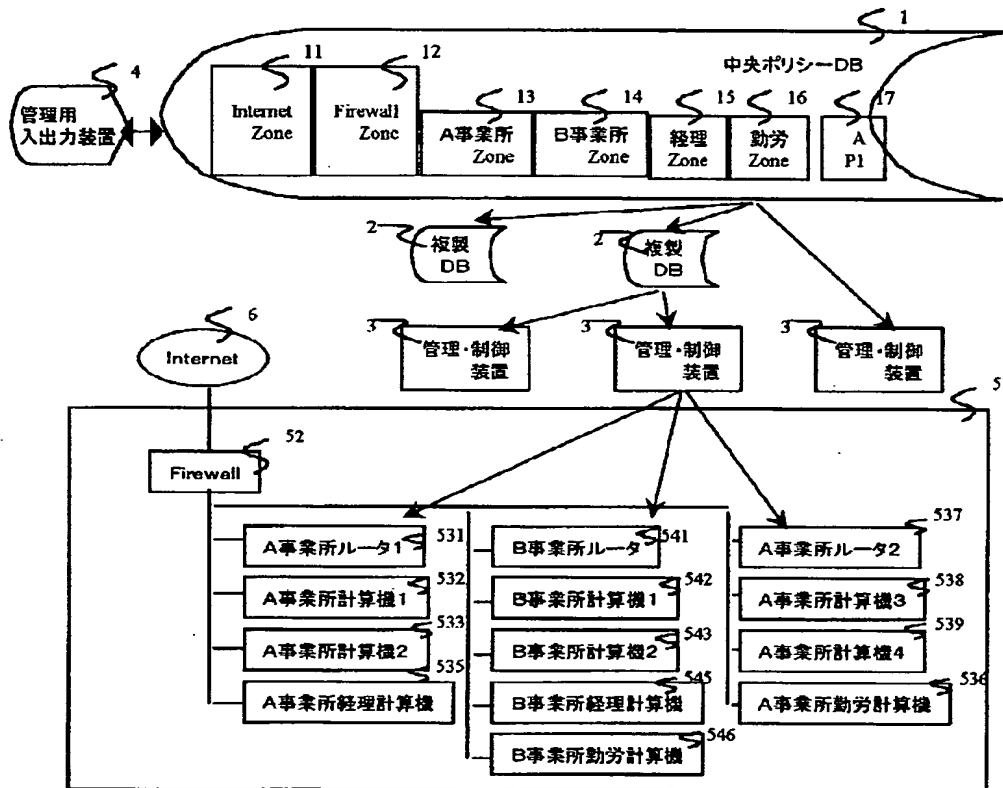 1
11
12
中央ポリシーDB
4
13
14
15
16
17
管理用
入出力装置
Internet
Zone
Firewall
Zone
A事業所
Zone
B事業所
Zone
経理
Zone
勤労
Zone
A
P1
2
複製
DB
2
複製
DB
6
Internet
3
管理・制御
装置
3
管理・制御
装置
3
管理・制御
装置
5
52
Firewall
A事業所ルータ1
531
B事業所ルータ
541
A事業所ルータ2
537
A事業所計算機1
532
B事業所計算機1
542
A事業所計算機3
538
A事業所計算機2
533
B事業所計算機2
543
A事業所計算機4
539
A事業所経理計算機
535
B事業所経理計算機
545
A事業所勤労計算機
536
B事業所勤労計算機
546